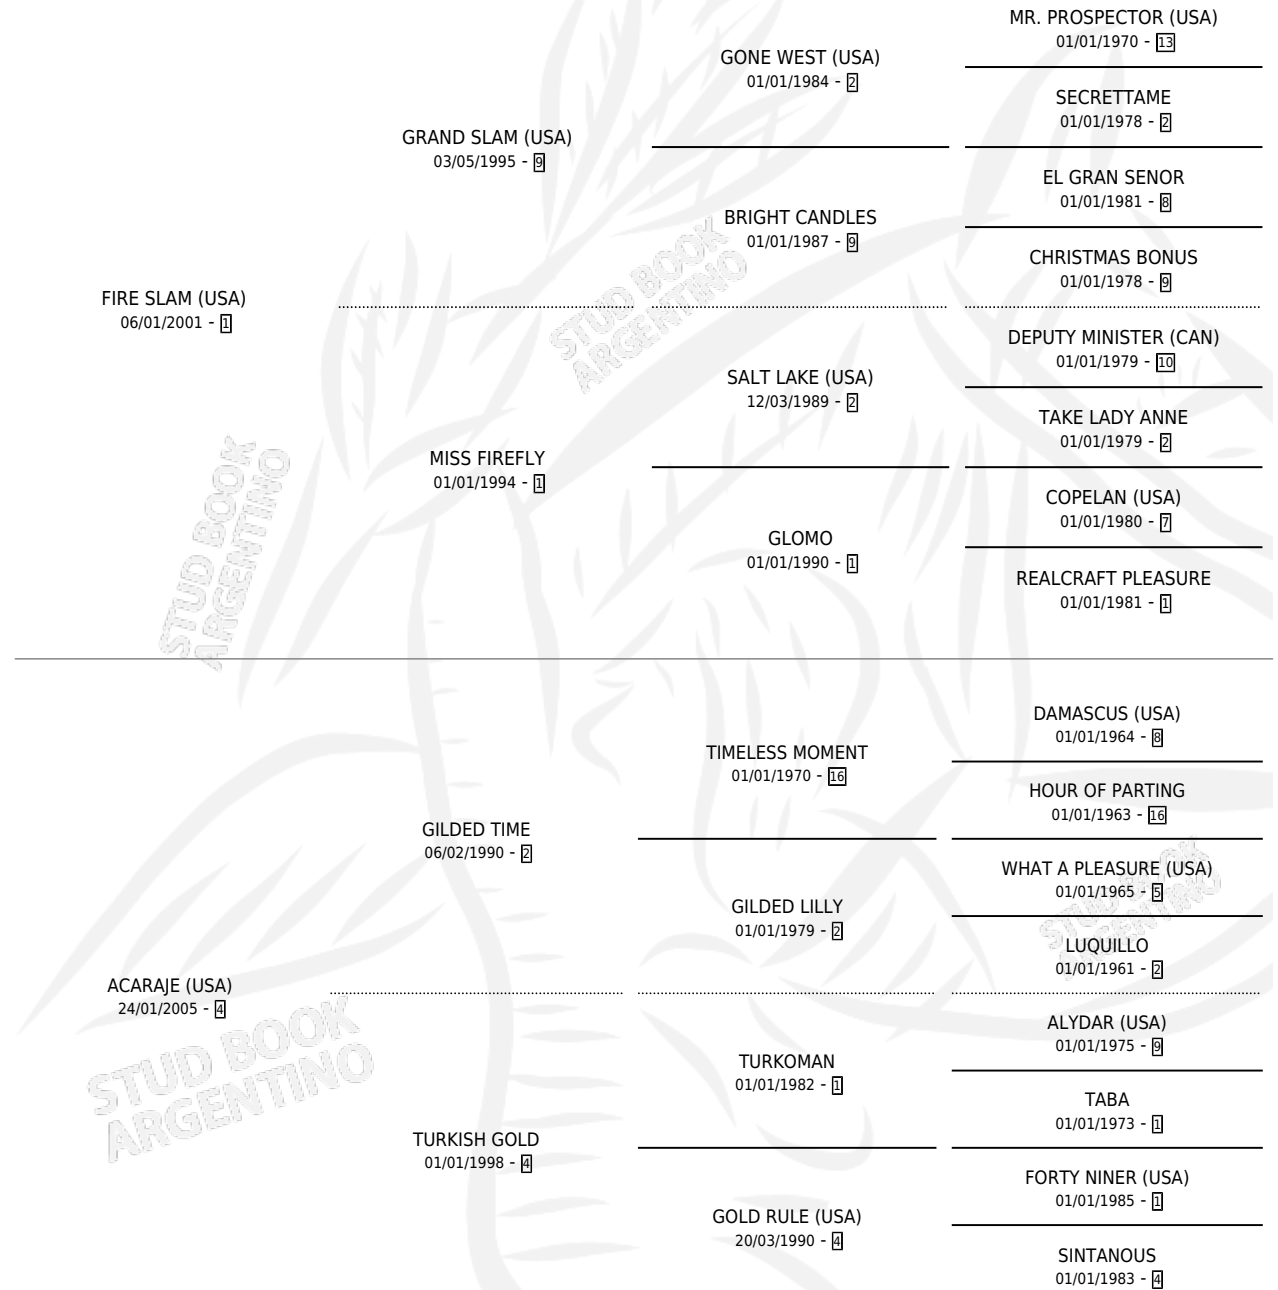 MR. PROSPECTOR (USA)
01/01/1970 - 13
GONE WEST (USA)
01/01/1984 - 2
SECRETTAME
01/01/1978 - 2
GRAND SLAM (USA)
03/05/1995 - 9
EL GRAN SENOR
01/01/1981 - 8
BRIGHT CANDLES
01/01/1987 - 9
CHRISTMAS BONUS
01/01/1978 - 9
FIRE SLAM (USA)
06/01/2001 - 1
STUD BOOK
ARGENTINO
DEPUTY MINISTER (CAN)
01/01/1979 - 10
SALT LAKE (USA)
12/03/1989 - 2
TAKE LADY ANNE
01/01/1979 - 2
MISS FIREFLY
01/01/1994 - 1
COPELAN (USA)
01/01/1980 - 7
GLOMO
01/01/1990 - 1
REALCRAFT PLEASURE
01/01/1981 - 1
STUD BOOK
ARGENTINO
DAMASCUS (USA)
01/01/1964 - 8
TIMELESS MOMENT
01/01/1970 - 16
HOUR OF PARTING
01/01/1963 - 16
GILDED TIME
06/02/1990 - 2
WHAT A PLEASURE (USA)
01/01/1965 - 5
GILDED LILLY
01/01/1979 - 2
STUD BOOK
ARGENTINO
LUQUILLO
01/01/1961 - 2
ACARAJE (USA)
24/01/2005 - 4
STUD BOOK
ARGENTINO
ALYDAR (USA)
01/01/1975 - 9
TURKOMAN
01/01/1982 - 1
TABA
01/01/1973 - 1
TURKISH GOLD
01/01/1998 - 4
FORTY NINER (USA)
01/01/1985 - 1
GOLD RULE (USA)
20/03/1990 - 4
SINTANOUS
01/01/1983 - 4